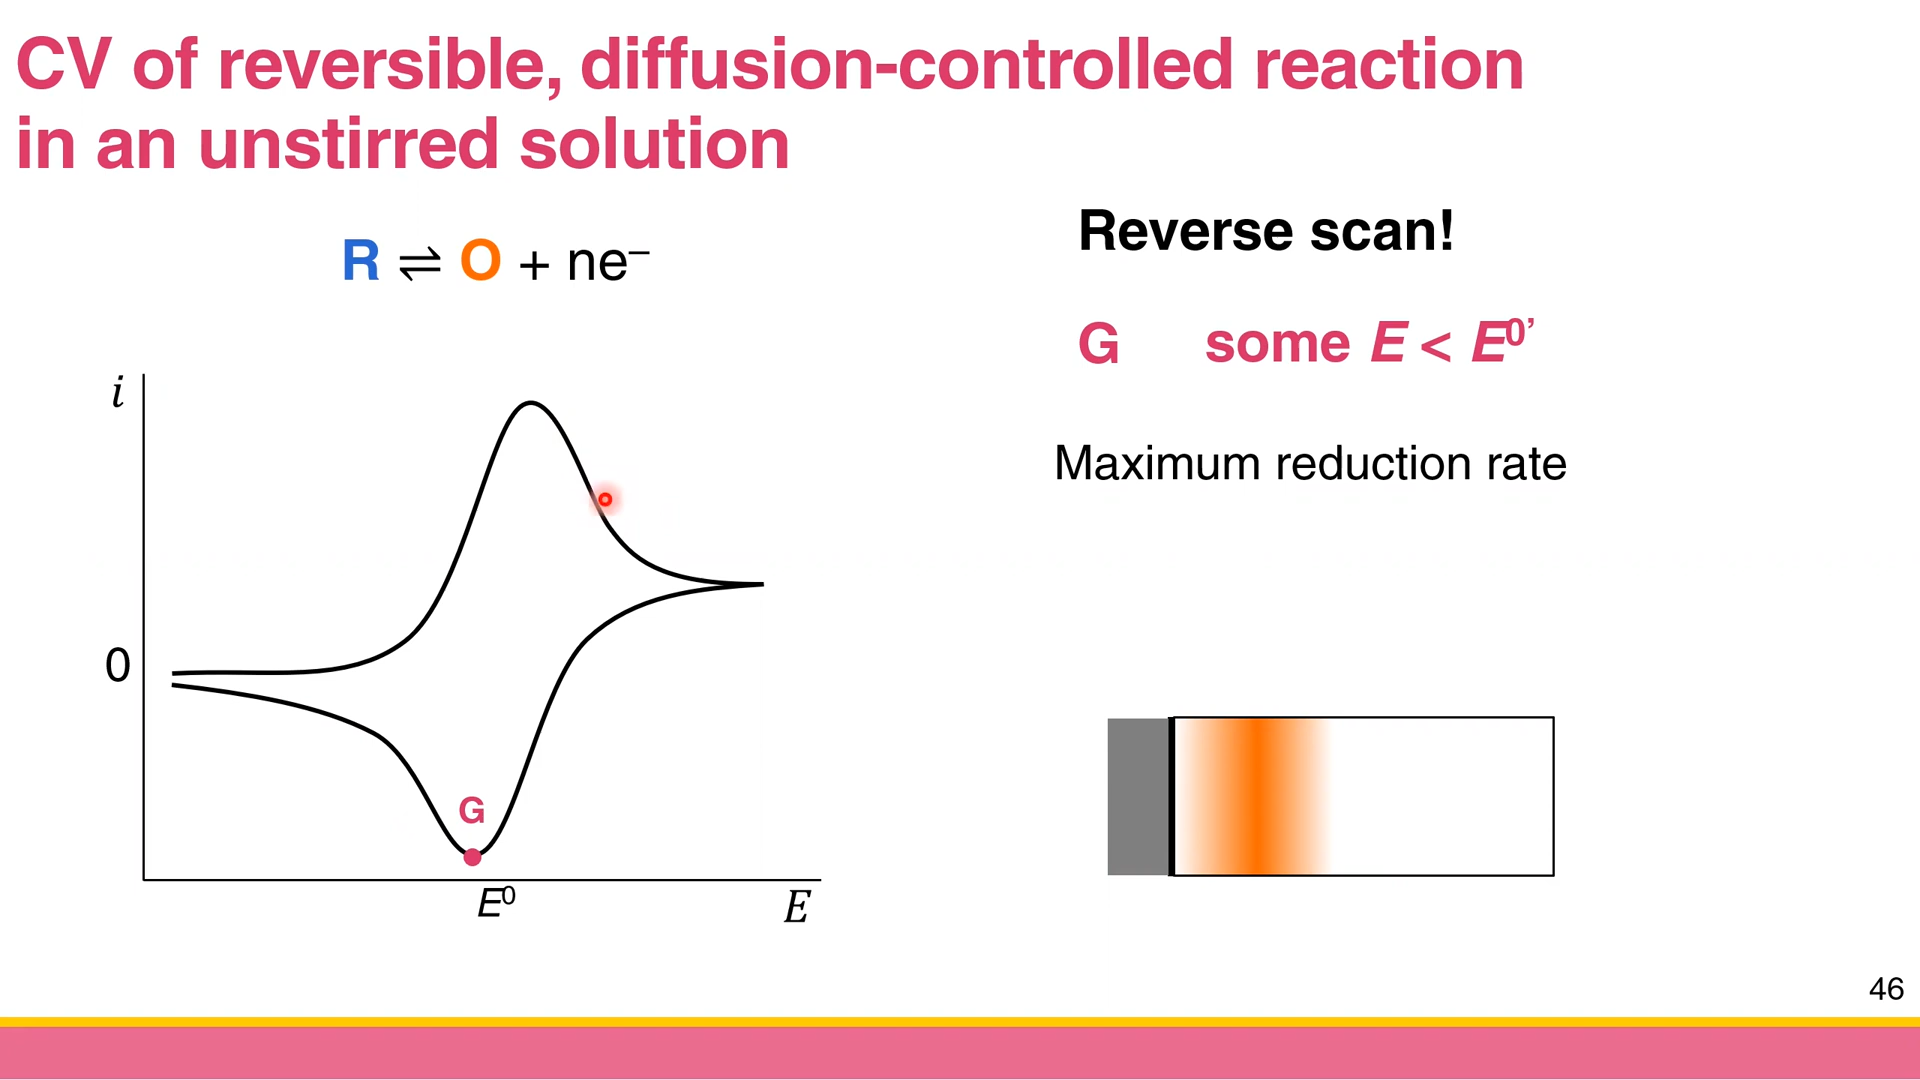 CV of reversible, diffusion-controlled reaction
in an unstirred solution
R ⇌ O + ne⁻
Reverse scan!
G some E < E⁰’
Maximum reduction rate
i
0
G
E⁰
E
46